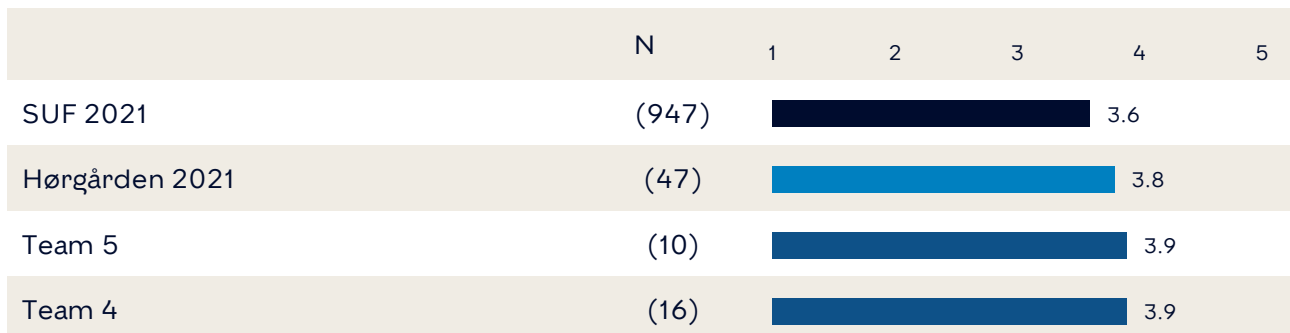 N 1 2 3 4 5
SUF 2021 (947) 3.6
Hørgården 2021 (47) 3.8
Team 5 (10) 3.9
Team 4 (16) 3.9